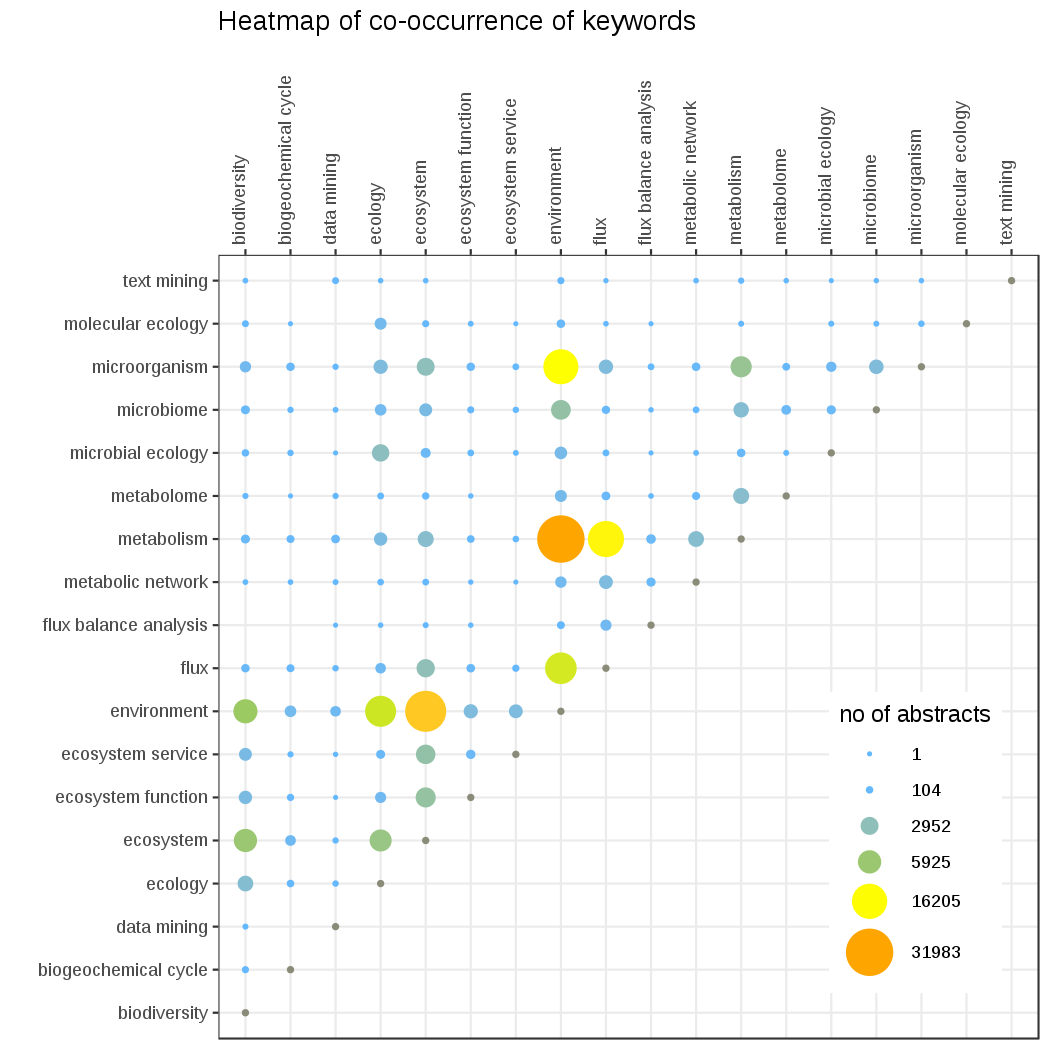 Heatmap of co-occurrence of keywords
biodiversity
biogeochemical cycle
data mining
ecology
ecosystem
ecosystem function
ecosystem service
environment
flux
flux balance analysis
metabolic network
metabolism
metabolome
microbial ecology
microbiome
microorganism
molecular ecology
text mining
text mining
molecular ecology
microorganism
microbiome
microbial ecology
metabolome
metabolism
metabolic network
flux balance analysis
flux
environment
ecosystem service
ecosystem function
ecosystem
ecology
data mining
biogeochemical cycle
biodiversity
no of abstracts
1
104
2952
5925
16205
31983